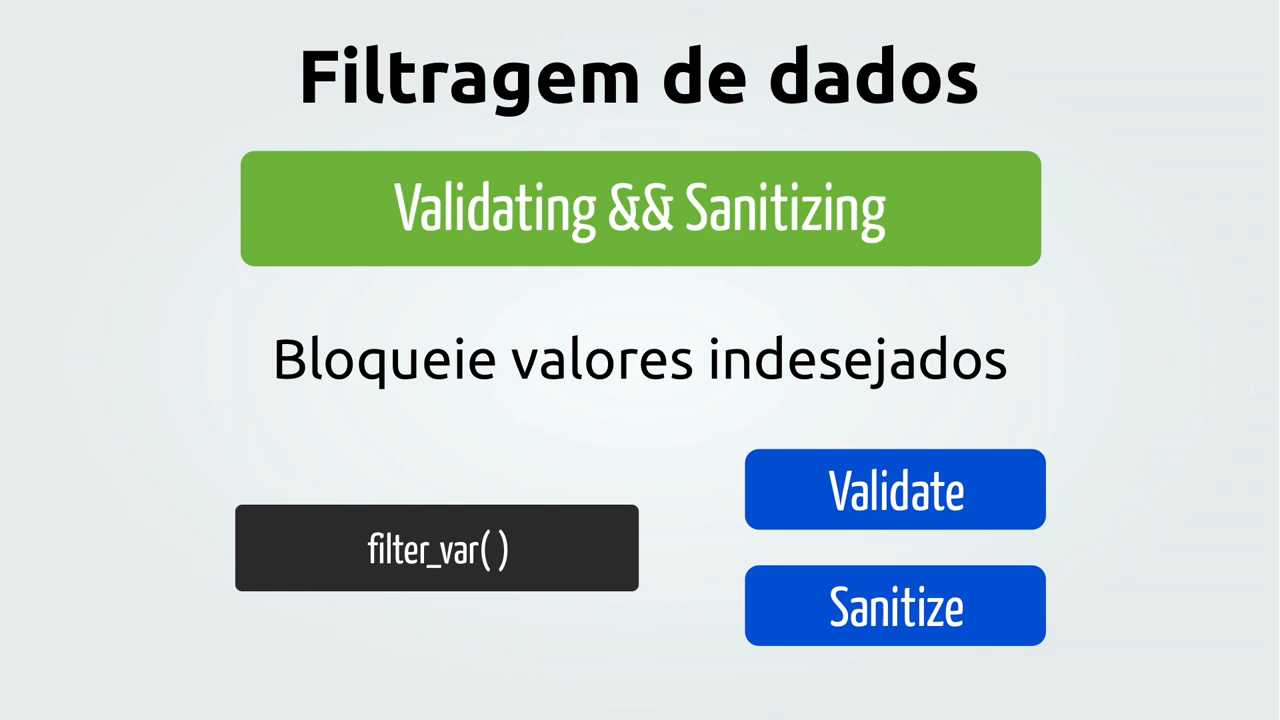 Filtragem de dados
Validating && Sanitizing
Bloqueie valores indesejados
Validate
filter_var( )
Sanitize